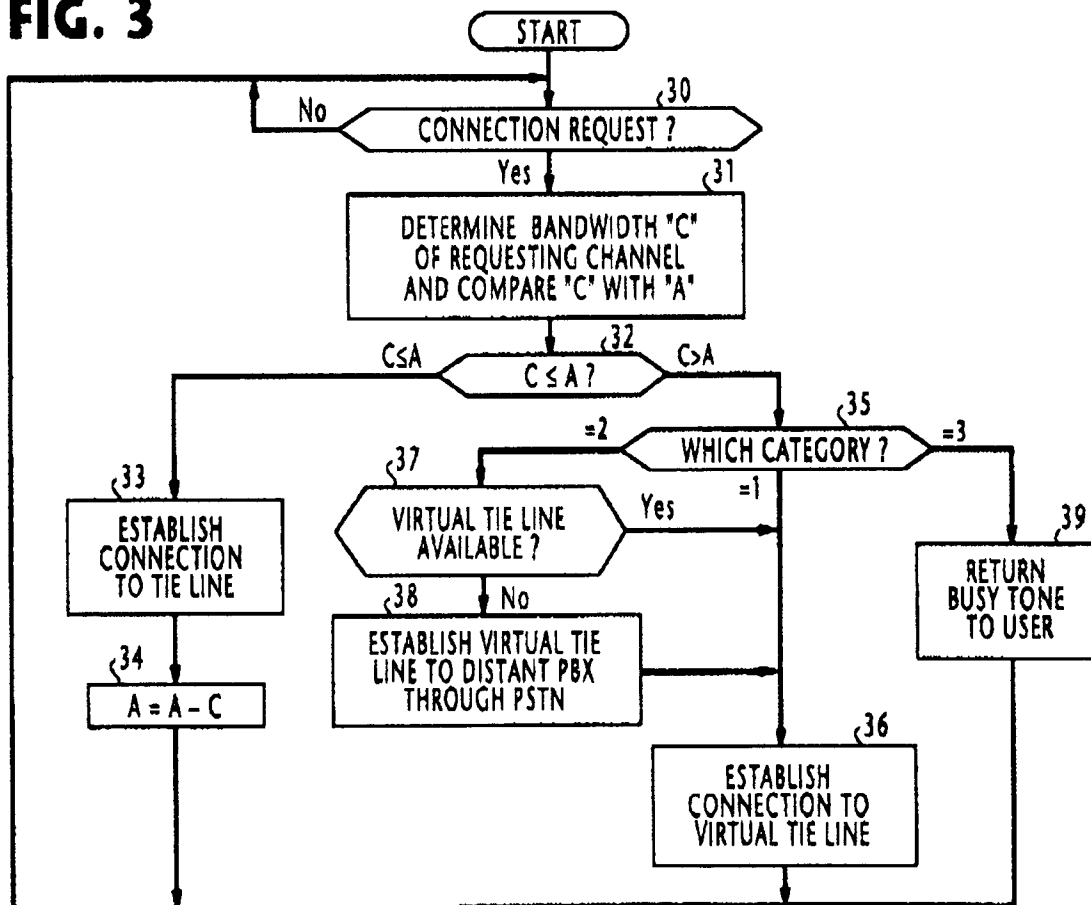 FIG. 3
START
30
No
CONNECTION REQUEST ?
Yes
31
DETERMINE BANDWIDTH "C"
OF REQUESTING CHANNEL
AND COMPARE "C" WITH "A"
32
C≤A
C ≤ A ?
C>A
35
=2
WHICH CATEGORY ?
=3
=1
33
ESTABLISH
CONNECTION
TO TIE LINE
37
VIRTUAL TIE LINE
AVAILABLE ?
Yes
No
39
RETURN
BUSY TONE
TO USER
38
ESTABLISH VIRTUAL TIE
LINE TO DISTANT PBX
THROUGH PSTN
34
A = A – C
36
ESTABLISH
CONNECTION TO
VIRTUAL TIE LINE